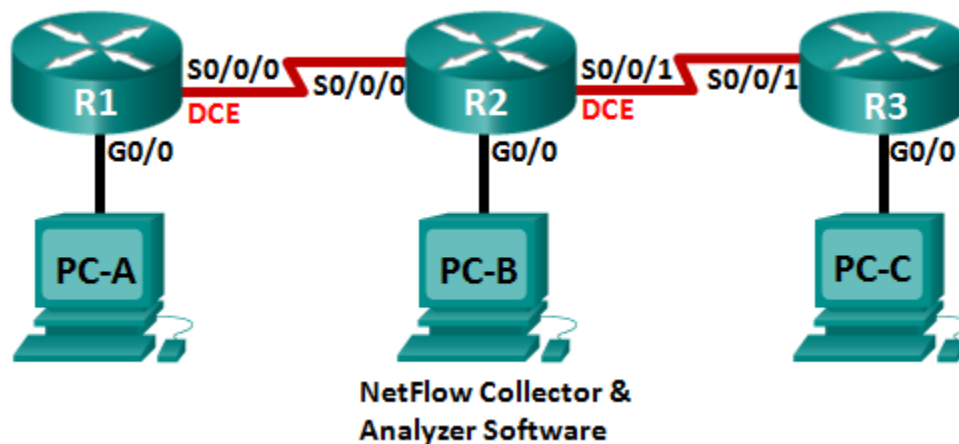 S0/0/0
S0/0/0
S0/0/1
S0/0/1
R1
DCE
R2
DCE
R3
G0/0
G0/0
G0/0
PC-A
PC-B
PC-C
NetFlow Collector &
Analyzer Software